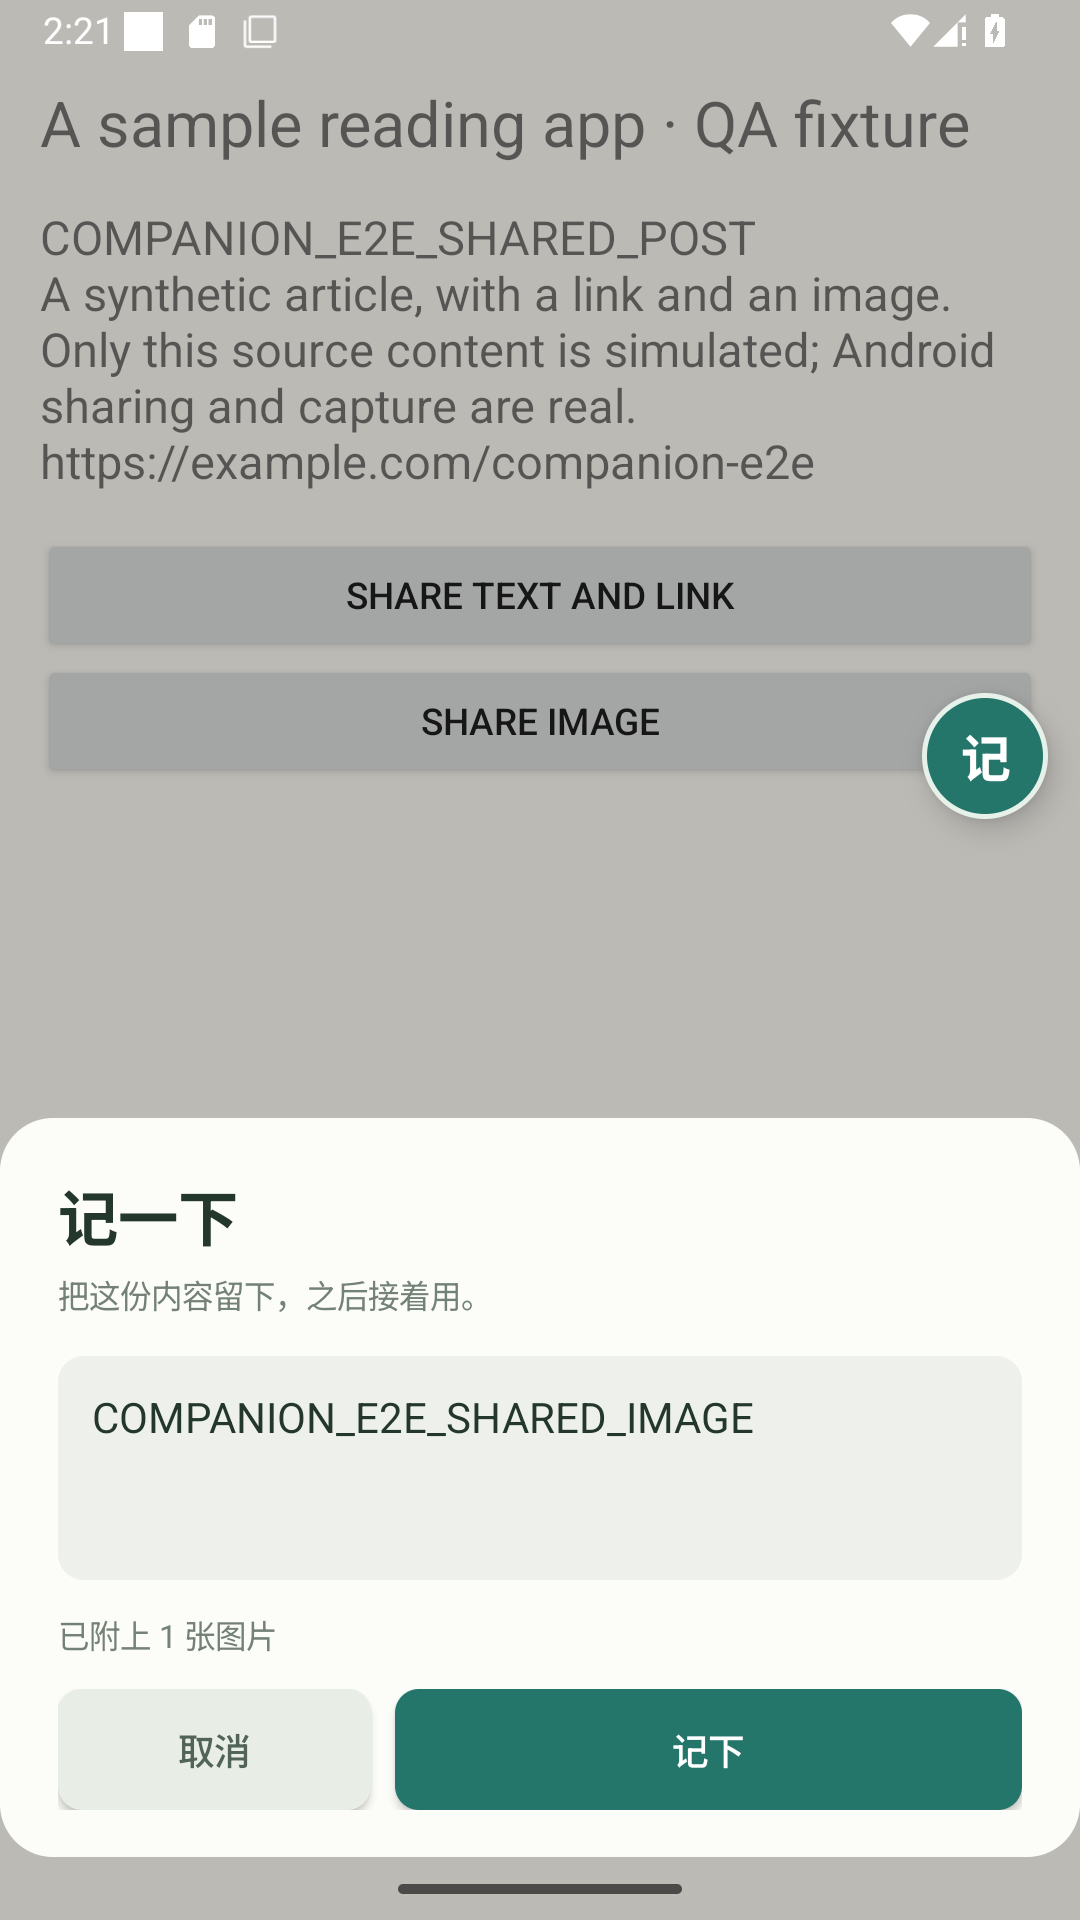 2:21
A sample reading app · QA fixture
COMPANION_E2E_SHARED_POST
A synthetic article, with a link and an image.
Only this source content is simulated; Android
sharing and capture are real.
https://example.com/companion-e2e
SHARE TEXT AND LINK
SHARE IMAGE
记
记一下
把这份内容留下，之后接着用。
COMPANION_E2E_SHARED_IMAGE
已附上 1 张图片
取消
记下